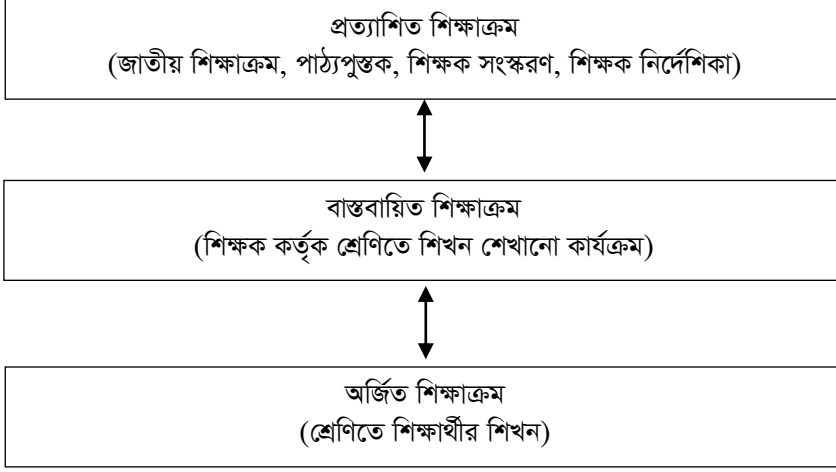 প্রত্যাশিত শিক্ষাক্রম
(জাতীয় শিক্ষাক্রম, পাঠ্যপুস্তক, শিক্ষক সংস্করণ, শিক্ষক নির্দেশিকা)
বাস্তবায়িত শিক্ষাক্রম
(শিক্ষক কর্তৃক শ্রেণিতে শিখন শেখানো কার্যক্রম)
অর্জিত শিক্ষাক্রম
(শ্রেণিতে শিক্ষার্থীর শিখন)